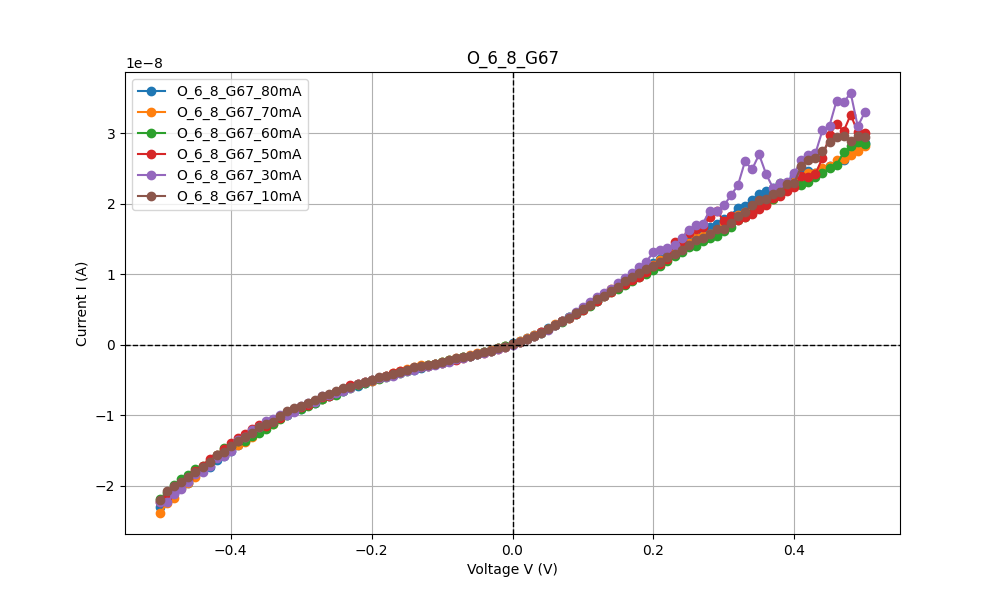 O_6_8_G67
1e−8
O_6_8_G67_80mA
O_6_8_G67_70mA
O_6_8_G67_60mA
O_6_8_G67_50mA
O_6_8_G67_30mA
O_6_8_G67_10mA
3
2
1
0
−1
−2
Current I (A)
−0.4 −0.2 0.0 0.2 0.4
Voltage V (V)